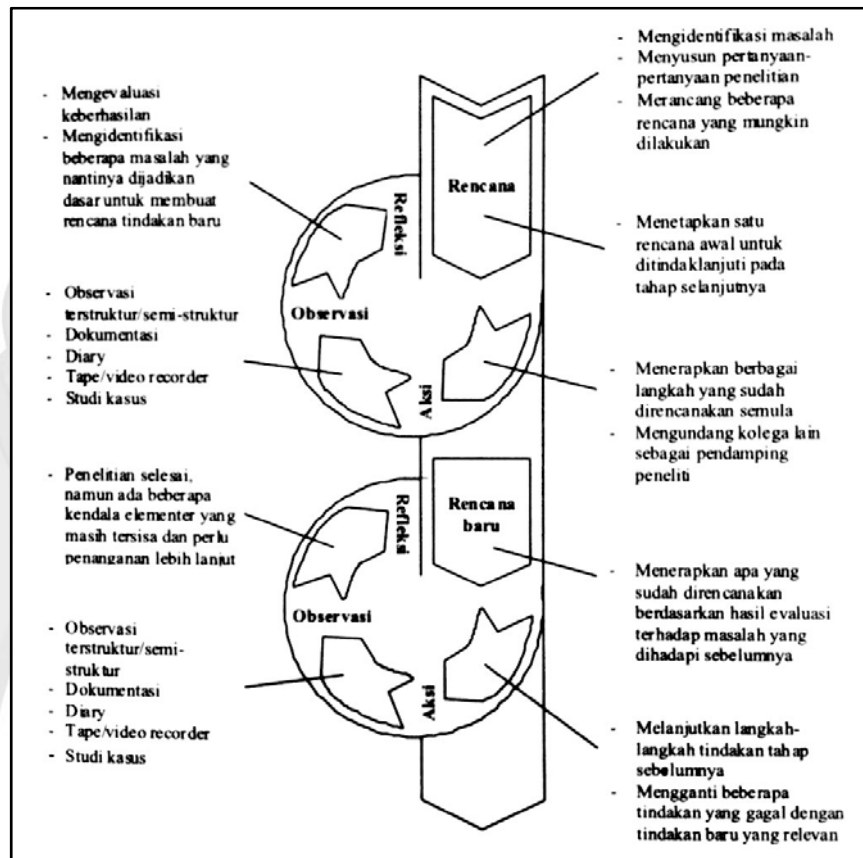 - Mengidentifikasi masalah
- Menyusun pertanyaan-
pertanyaan penelitian
- Merancang beberapa
rencana yang mungkin
dilakukan
- Mengevaluasi
keberhasilan
- Mengidentifikasi
beberapa masalah yang
nantinya dijadikan
dasar untuk membuat
rencana tindakan baru
Refleksi
Rencana
- Menetapkan satu
rencana awal untuk
ditindaklanjuti pada
tahap selanjutnya
- Observasi
terstruktur/semi-struktur
- Dokumentasi
- Diary
- Tape/video recorder
- Studi kasus
Observasi
Aksi
- Menerapkan berbagai
langkah yang sudah
direncanakan semula
- Mengundang kolega lain
sebagai pendamping
peneliti
- Penelitian selesai,
namun ada beberapa
kendala elementer yang
masih tersisa dan perlu
penanganan lebih lanjut
Refleksi
Rencana
baru
- Menerapkan apa yang
sudah direncanakan
berdasarkan hasil evaluasi
terhadap masalah yang
dihadapi sebelumnya
- Observasi
terstruktur/semi-
struktur
- Dokumentasi
- Diary
- Tape/video recorder
- Studi kasus
Observasi
Aksi
- Melanjutkan langkah-
langkah tindakan tahap
sebelumnya
- Mengganti beberapa
tindakan yang gagal dengan
tindakan baru yang relevan